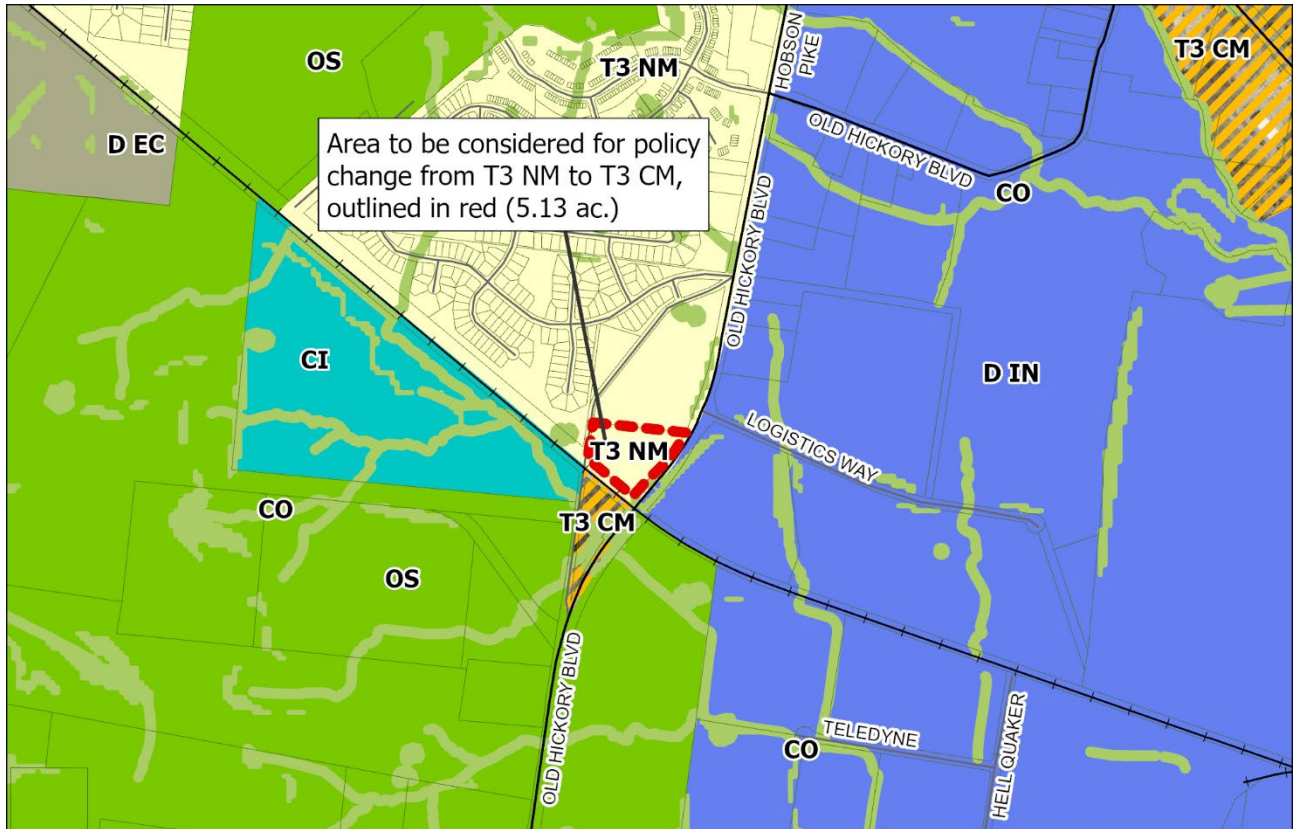 OS
T3 NM
HOBSON
PIKE
T3 CM
D EC
Area to be considered for policy
change from T3 NM to T3 CM,
outlined in red (5.13 ac.)
OLD HICKORY BLVD
CO
OLD HICKORY BLVD
CI
D IN
T3 NM
LOGISTICS WAY
CO
T3 CM
OS
OLD HICKORY BLVD
TELEDYNE
CO
HELL QUAKER